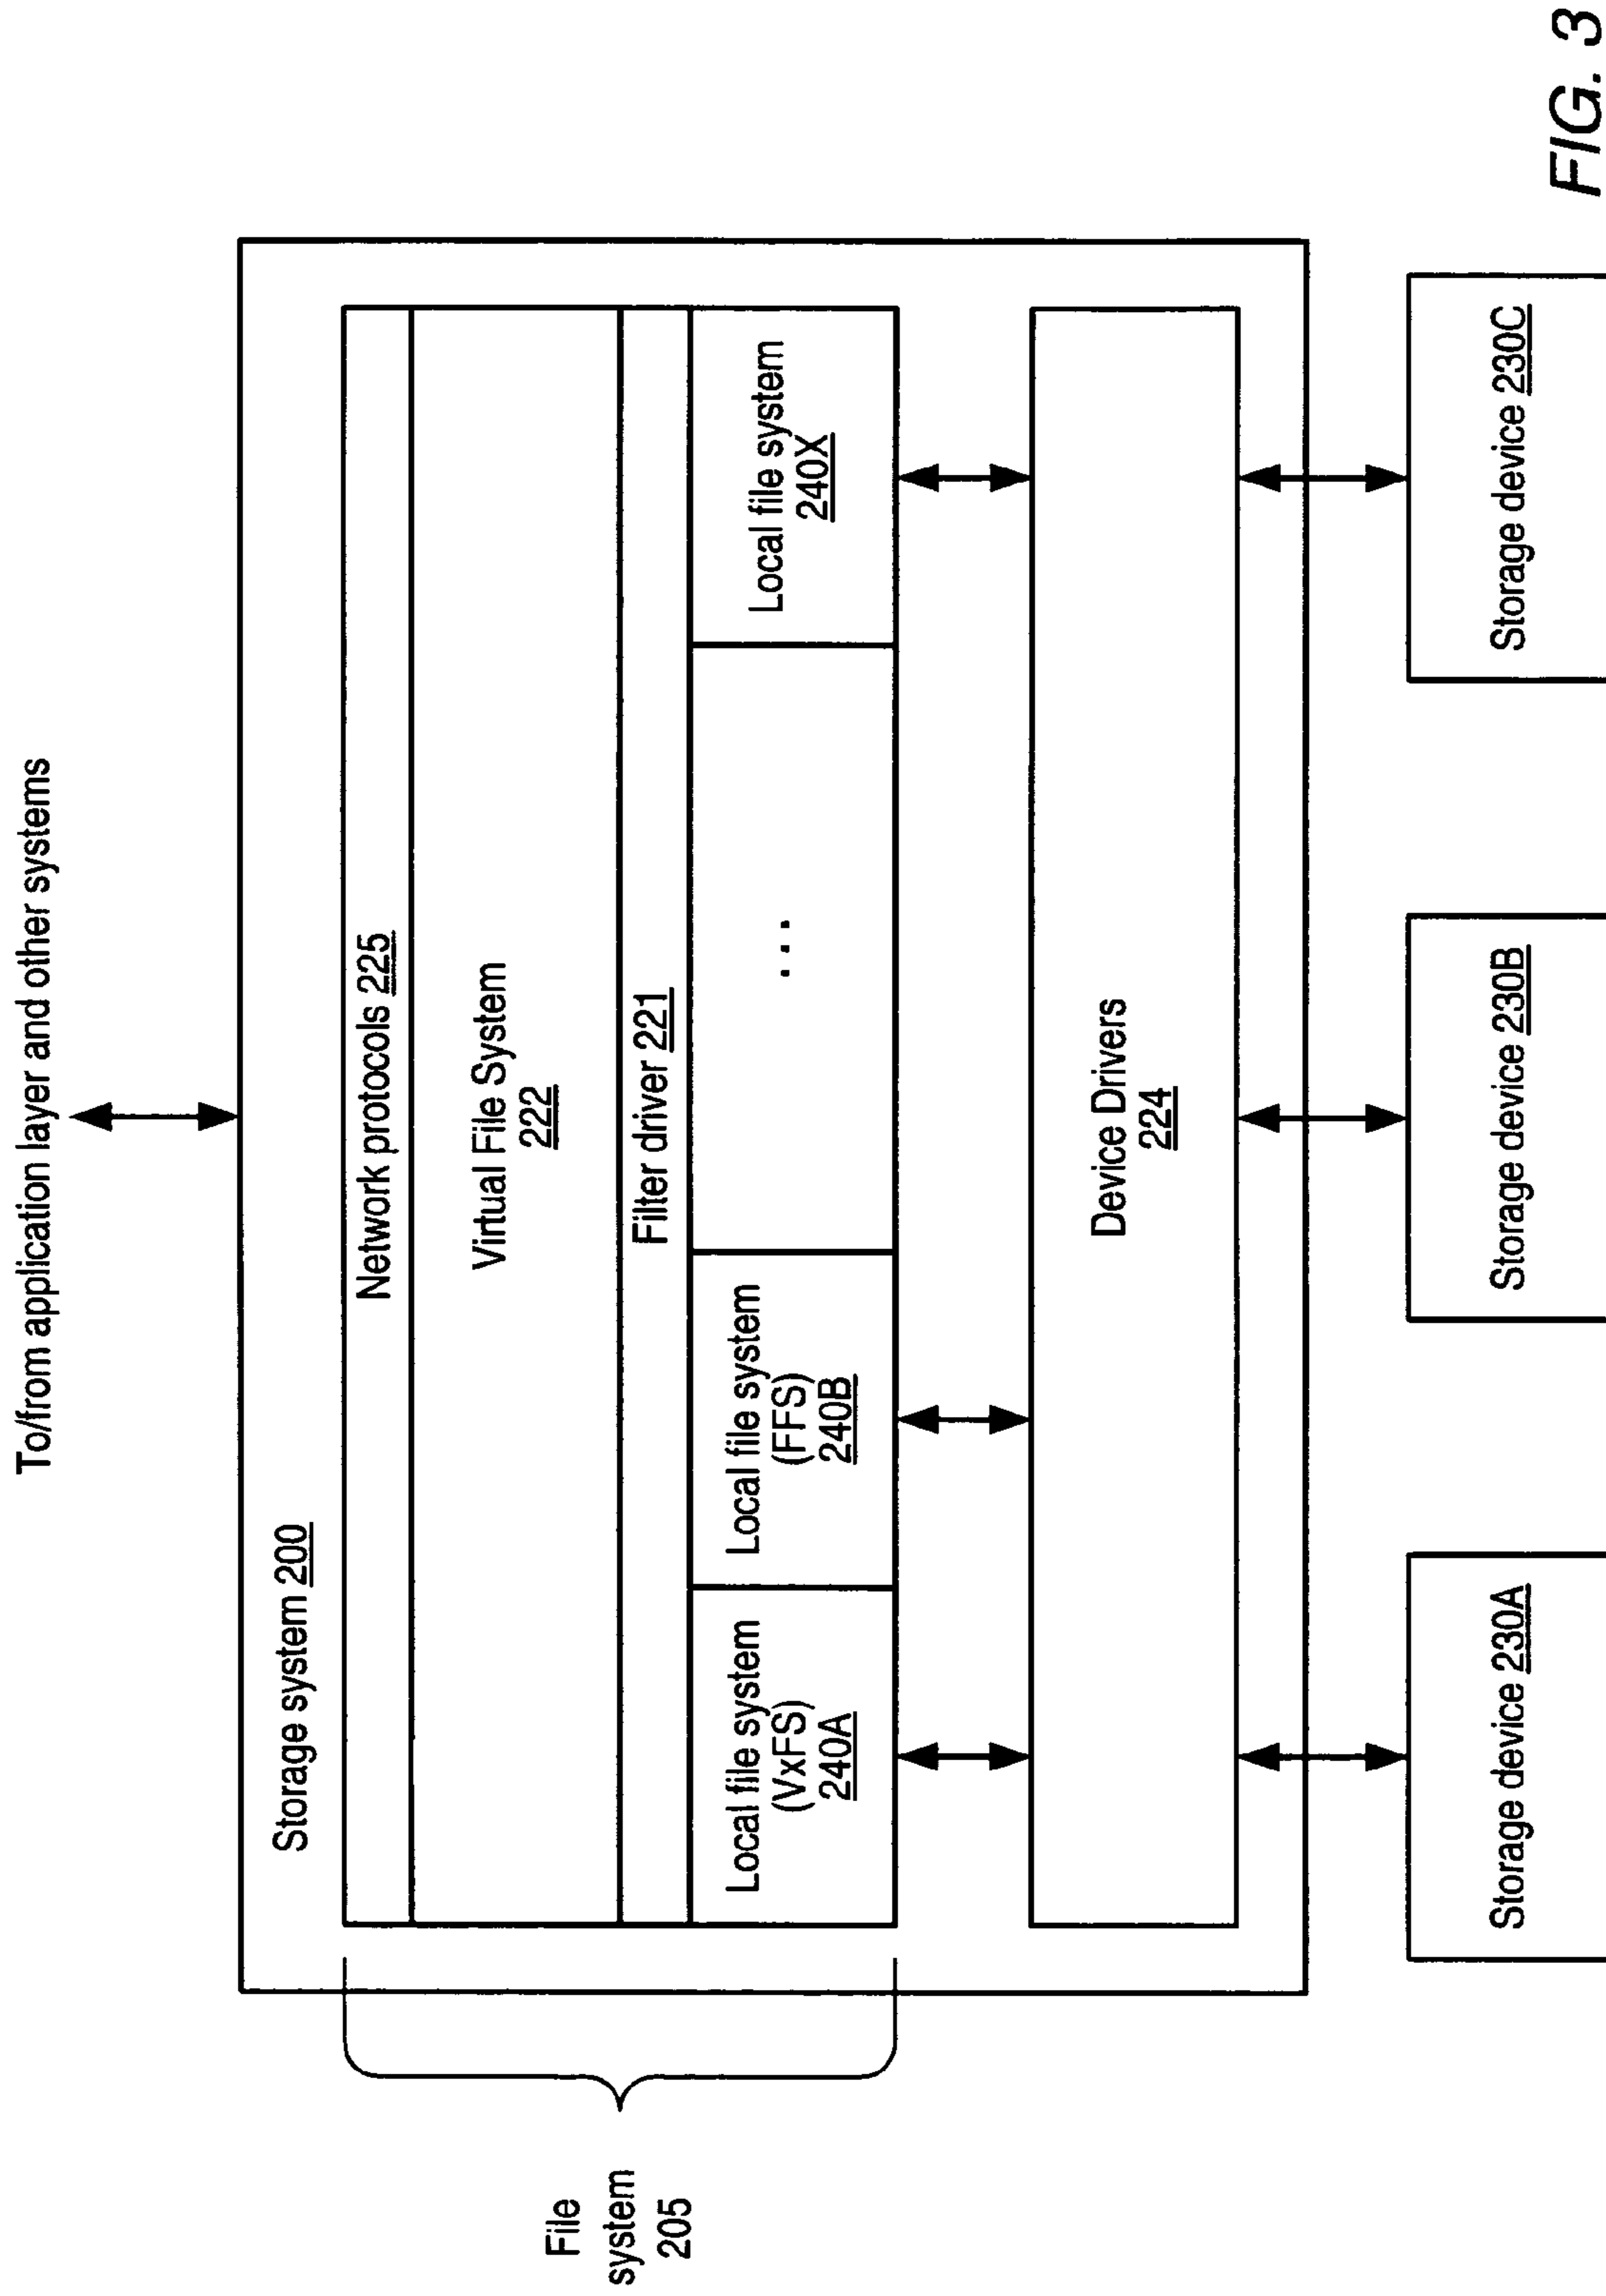 To/from application layer and other systems
Storage system 200
Network protocols 225
Virtual File System
222
Filter driver 221
Local file system
(VxFS)
240A
Local file system
(FFS)
240B
...
Local file system
240X
File
system
205
Device Drivers
224
Storage device 230A
Storage device 230B
Storage device 230C
FIG. 3